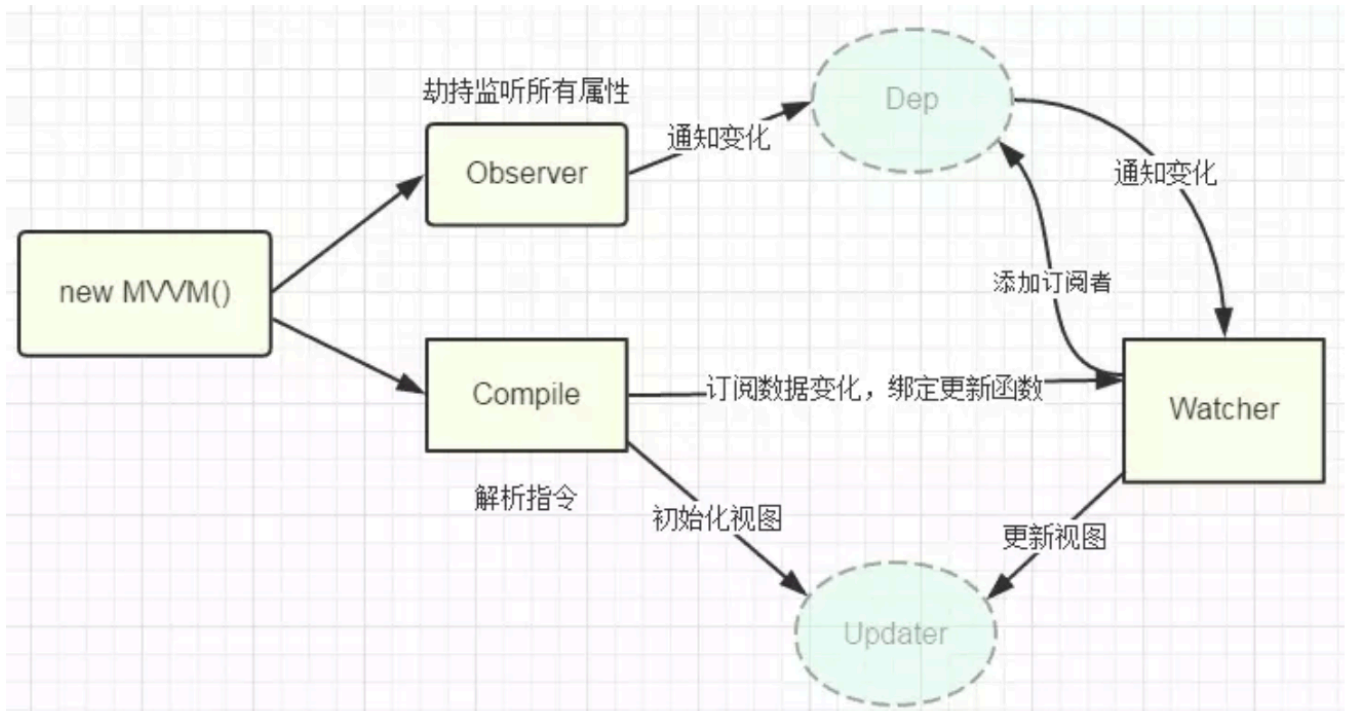 劫持监听所有属性
Dep
通知变化
Observer
通知变化
new MVVM()
添加订阅者
Compile
订阅数据变化，绑定更新函数
Watcher
解析指令
初始化视图
更新视图
Updater